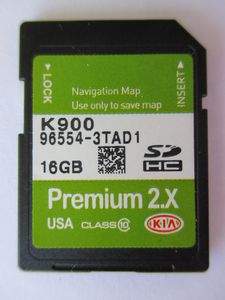 LOCK
INSERT
Navigation Map
Use only to save map
K900
96554-3TAD1
16GB
SD
HC
Premium 2.X
USA CLASS 10
KIA